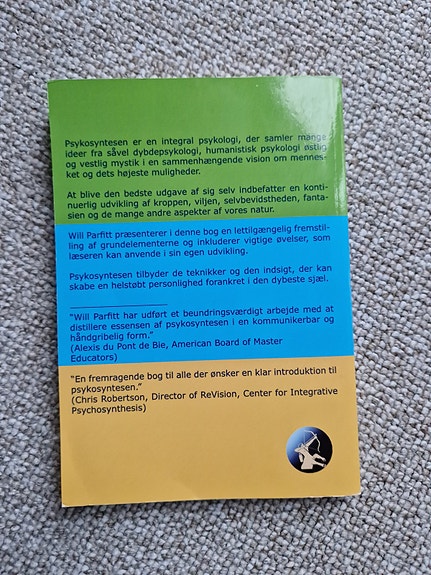 Psykosyntesen er en integral psykologi, der samler mange
ideer fra såvel dybdepsykologi, humanistisk psykologi østlig
og vestlig mystik i en sammenhængende vision om mennes-
ket og dets højeste muligheder.
At blive den bedste udgave af sig selv indbefatter en konti-
nuerlig udvikling af kroppen, viljen, selvbevidstheden, fanta-
sien og de mange andre aspekter af vores natur.
Will Parfitt præsenterer i denne bog en lettilgængelig fremstil-
ling af grundelementerne og inkluderer vigtige øvelser, som
læseren kan anvende i sin egen udvikling.
Psykosyntesen tilbyder de teknikker og den indsigt, der kan
skabe en helstøbt personlighed forankret i den dybeste sjæl.
"Will Parfitt har udført et beundringsværdigt arbejde med at
distillere essensen af psykosyntesen i en kommunikerbar og
håndgribelig form."
(Alexis du Pont de Bie, American Board of Master
Educators)
"En fremragende bog til alle der ønsker en klar introduktion til
psykosyntesen."
(Chris Robertson, Director of ReVision, Center for Integrative
Psychosynthesis)